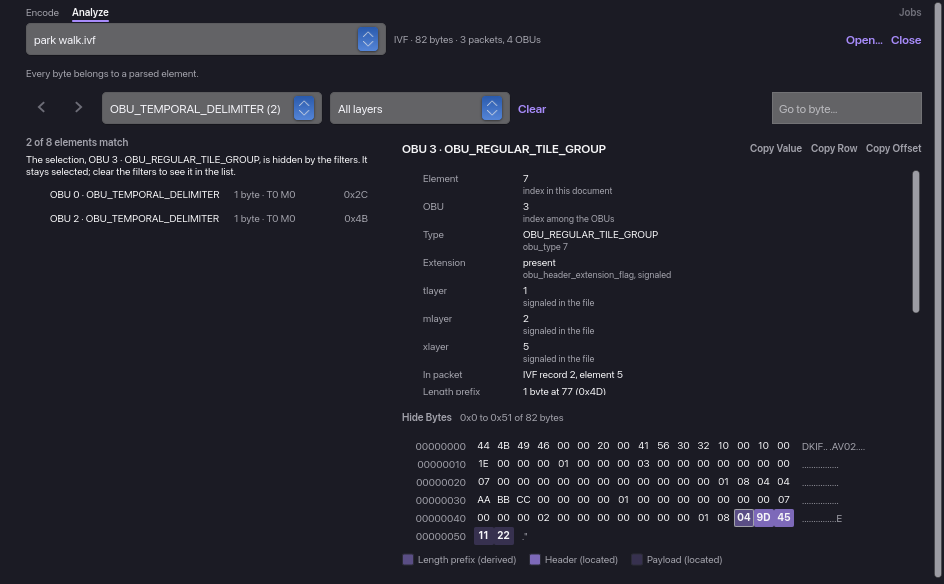 Encode Analyze Jobs
park walk.ivf IVF · 82 bytes · 3 packets, 4 OBUs Open... Close
Every byte belongs to a parsed element.
OBU_TEMPORAL_DELIMITER (2) All layers Clear Go to byte...
2 of 8 elements match
The selection, OBU 3 · OBU_REGULAR_TILE_GROUP, is hidden by the filters. It
stays selected; clear the filters to see it in the list.
OBU 0 · OBU_TEMPORAL_DELIMITER 1 byte · T0 M0 0x2C
OBU 2 · OBU_TEMPORAL_DELIMITER 1 byte · T0 M0 0x4B
OBU 3 · OBU_REGULAR_TILE_GROUP Copy Value Copy Row Copy Offset
Element 7
index in this document
OBU 3
index among the OBUs
Type OBU_REGULAR_TILE_GROUP
obu_type 7
Extension present
obu_header_extension_flag, signaled
tlayer 1
signaled in the file
mlayer 2
signaled in the file
xlayer 5
signaled in the file
In packet IVF record 2, element 5
Length prefix 1 byte at 77 (0x4D)
Hide Bytes 0x0 to 0x51 of 82 bytes
00000000 44 4B 49 46 00 00 20 00 41 56 30 32 10 00 10 00 DKIF.. .AV02....
00000010 1E 00 00 00 01 00 00 00 03 00 00 00 00 00 00 00 ................
00000020 07 00 00 00 00 00 00 00 00 00 00 00 01 08 04 04 ................
00000030 AA BB CC 00 00 00 00 01 00 00 00 00 00 00 00 07 ................
00000040 00 00 00 02 00 00 00 00 00 00 00 01 08 04 9D 45 ...............E
00000050 11 22 ."
Length prefix (derived) Header (located) Payload (located)